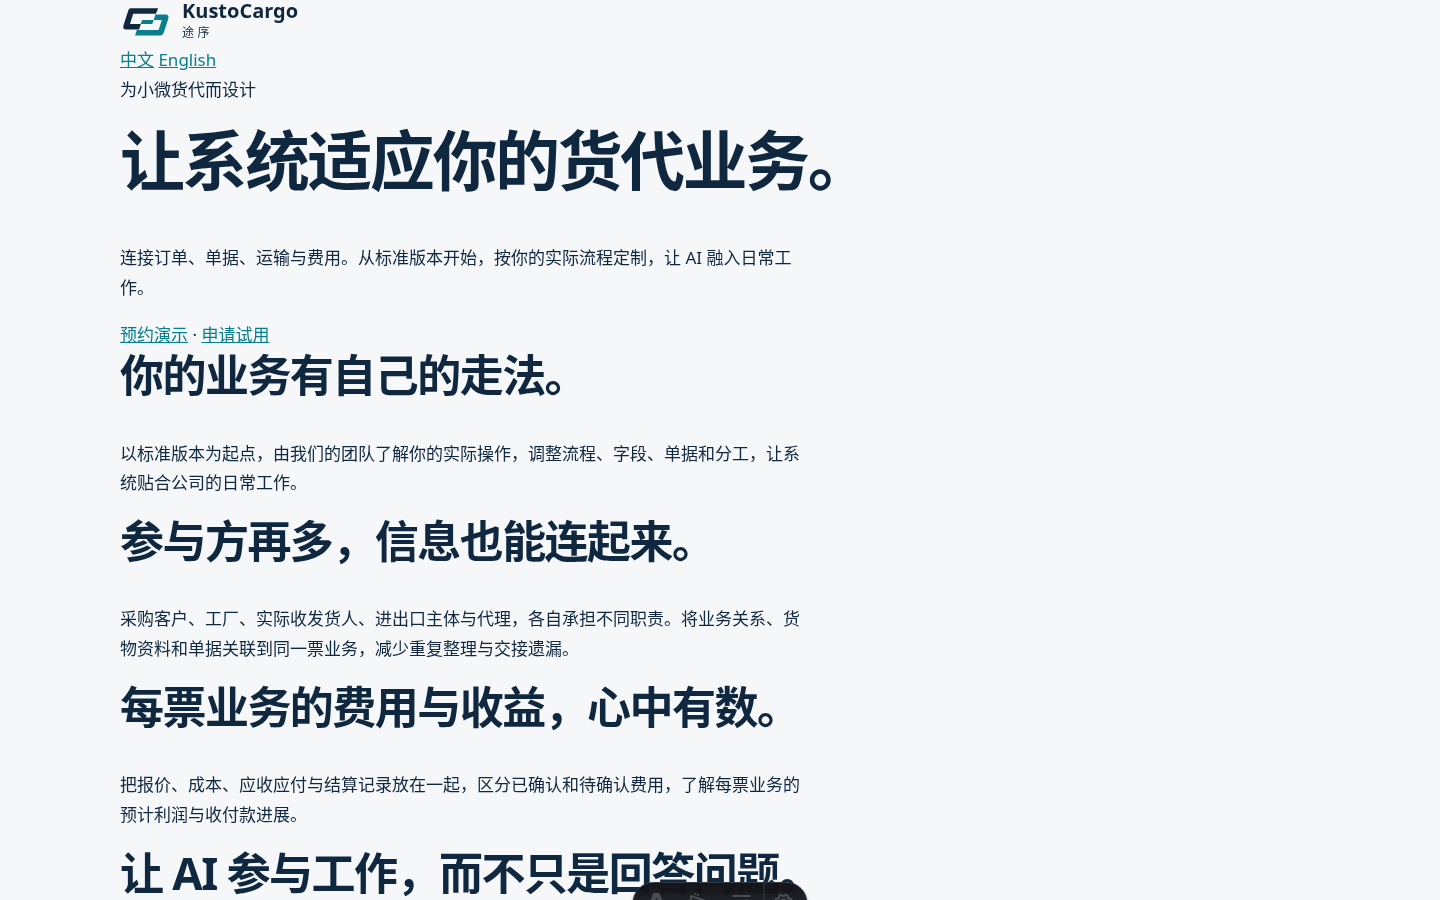 KustoCargo
途序
中文 English
为小微货代而设计
让系统适应你的货代业务。
连接订单、单据、运输与费用。从标准版本开始，按你的实际流程定制，让 AI 融入日常工
作。
预约演示 · 申请试用
你的业务有自己的走法。
以标准版本为起点，由我们的团队了解你的实际操作，调整流程、字段、单据和分工，让系
统贴合公司的日常工作。
参与方再多，信息也能连起来。
采购客户、工厂、实际收发货人、进出口主体与代理，各自承担不同职责。将业务关系、货
物资料和单据关联到同一票业务，减少重复整理与交接遗漏。
每票业务的费用与收益，心中有数。
把报价、成本、应收应付与结算记录放在一起，区分已确认和待确认费用，了解每票业务的
预计利润与收付款进展。
让 AI 参与工作，而不只是回答问题。